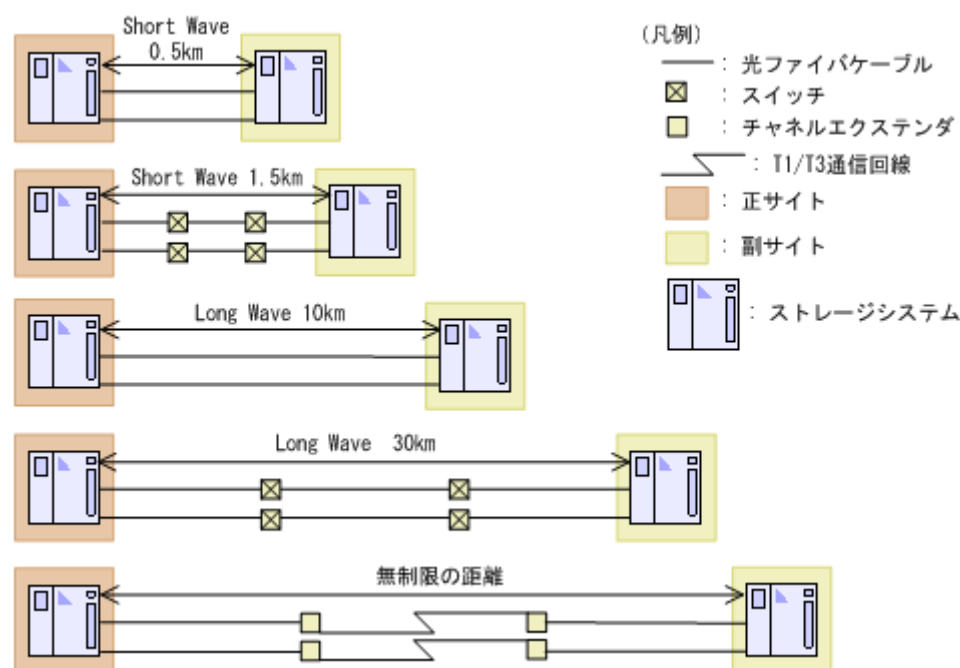 Short Wave
0.5km
Short Wave 1.5km
Long Wave 10km
Long Wave 30km
無制限の距離
(凡例)
: 光ファイバケーブル
: スイッチ
: チャネルエクステンダ
: T1/T3通信回線
: 正サイト
: 副サイト
: ストレージシステム